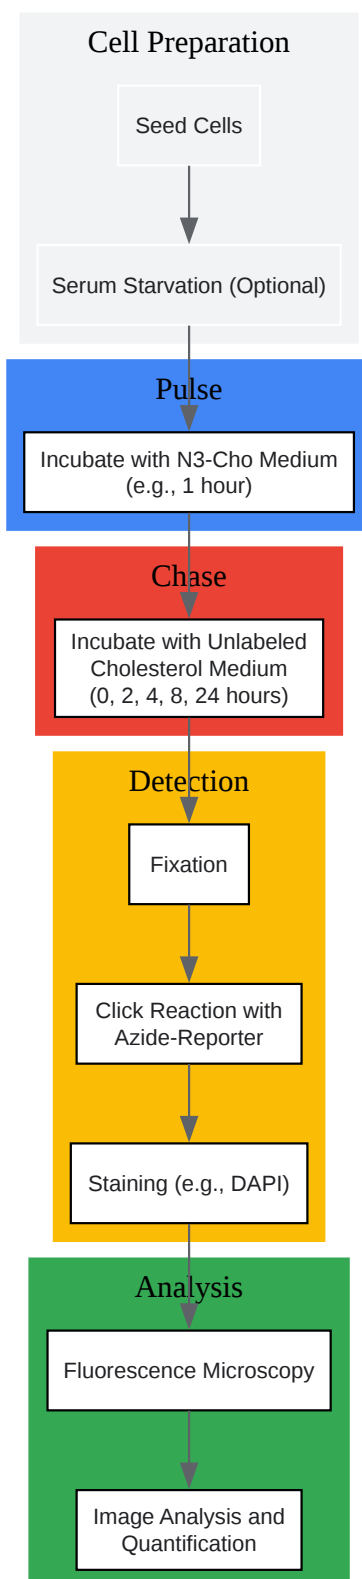 Cell Preparation
Seed Cells
Serum Starvation (Optional)
Pulse
Incubate with N3-Cho Medium
(e.g., 1 hour)
Chase
Incubate with Unlabeled
Cholesterol Medium
(0, 2, 4, 8, 24 hours)
Detection
Fixation
Click Reaction with
Azide-Reporter
Staining (e.g., DAPI)
Analysis
Fluorescence Microscopy
Image Analysis and
Quantification